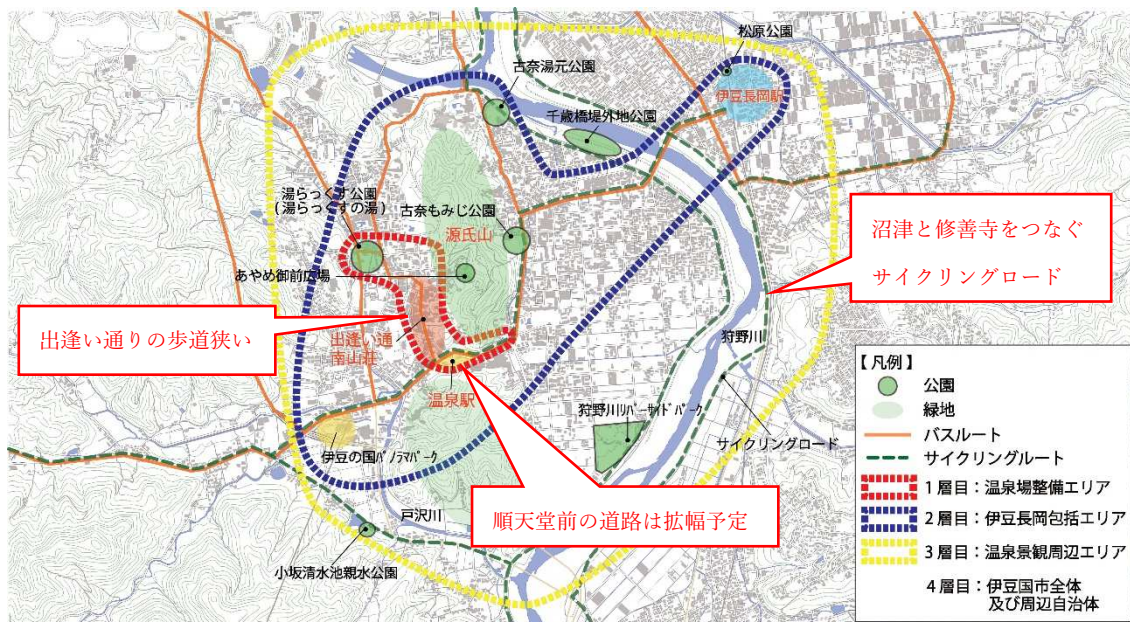 松原公園
古奈湯元公園
伊豆長岡駅
千歳橋堤外地公園
湯らっくす公園
(湯らっくすの湯)
古奈もみじ公園
源氏山
あやめ御前広場
沼津と修善寺をつなぐ
サイクリングロード
出逢い通りの歩道狭い
出逢い通
南山荘
狩野川
温泉駅
狩野川リバーサイドパーク
サイクリングロード
伊豆の国パノラマパーク
順天堂前の道路は拡幅予定
戸沢川
小坂清水池親水公園
【凡例】
公園
緑地
バスルート
サイクリングルート
1層目：温泉場整備エリア
2層目：伊豆長岡包括エリア
3層目：温泉景観周辺エリア
4層目：伊豆国市全体
及び周辺自治体